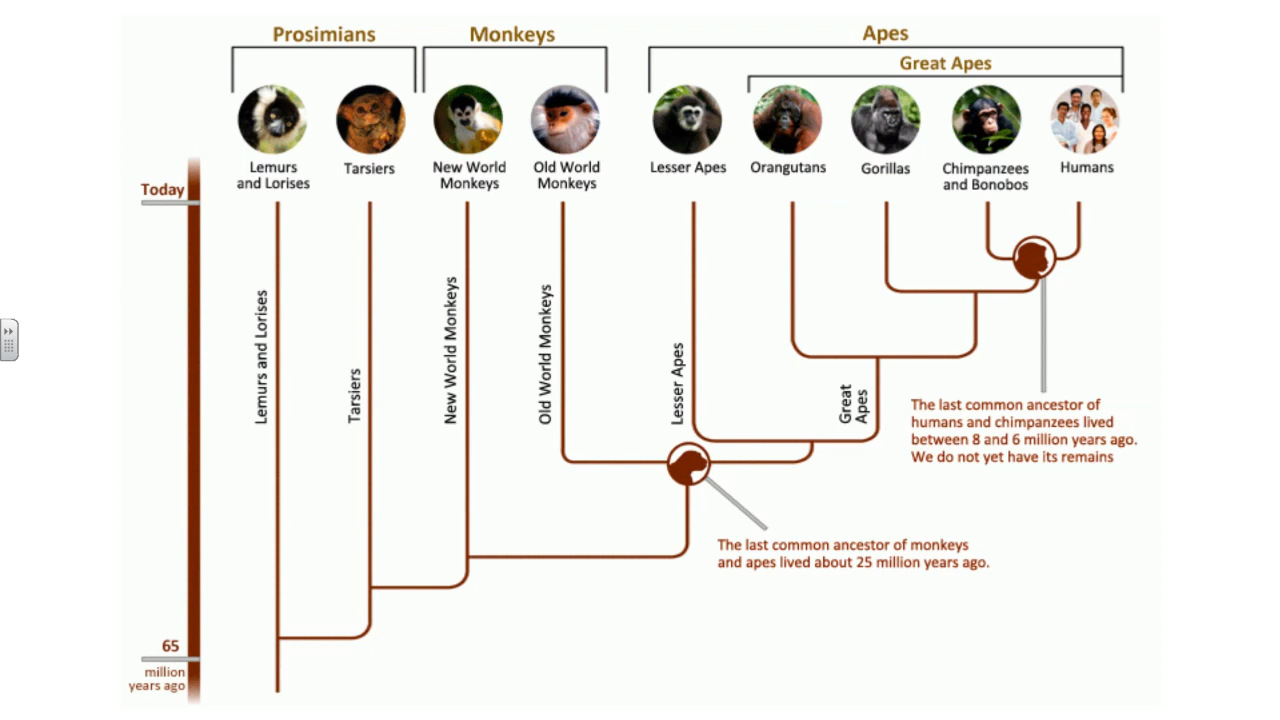 Prosimians
Monkeys
Apes
Great Apes
Lemurs
and Lorises
Tarsiers
New World
Monkeys
Old World
Monkeys
Lesser Apes
Orangutans
Gorillas
Chimpanzees
and Bonobos
Humans
Today
Lemurs and Lorises
Tarsiers
New World Monkeys
Old World Monkeys
Lesser Apes
Great
Apes
The last common ancestor of
humans and chimpanzees lived
between 8 and 6 million years ago.
We do not yet have its remains
The last common ancestor of monkeys
and apes lived about 25 million years ago.
65
million
years ago